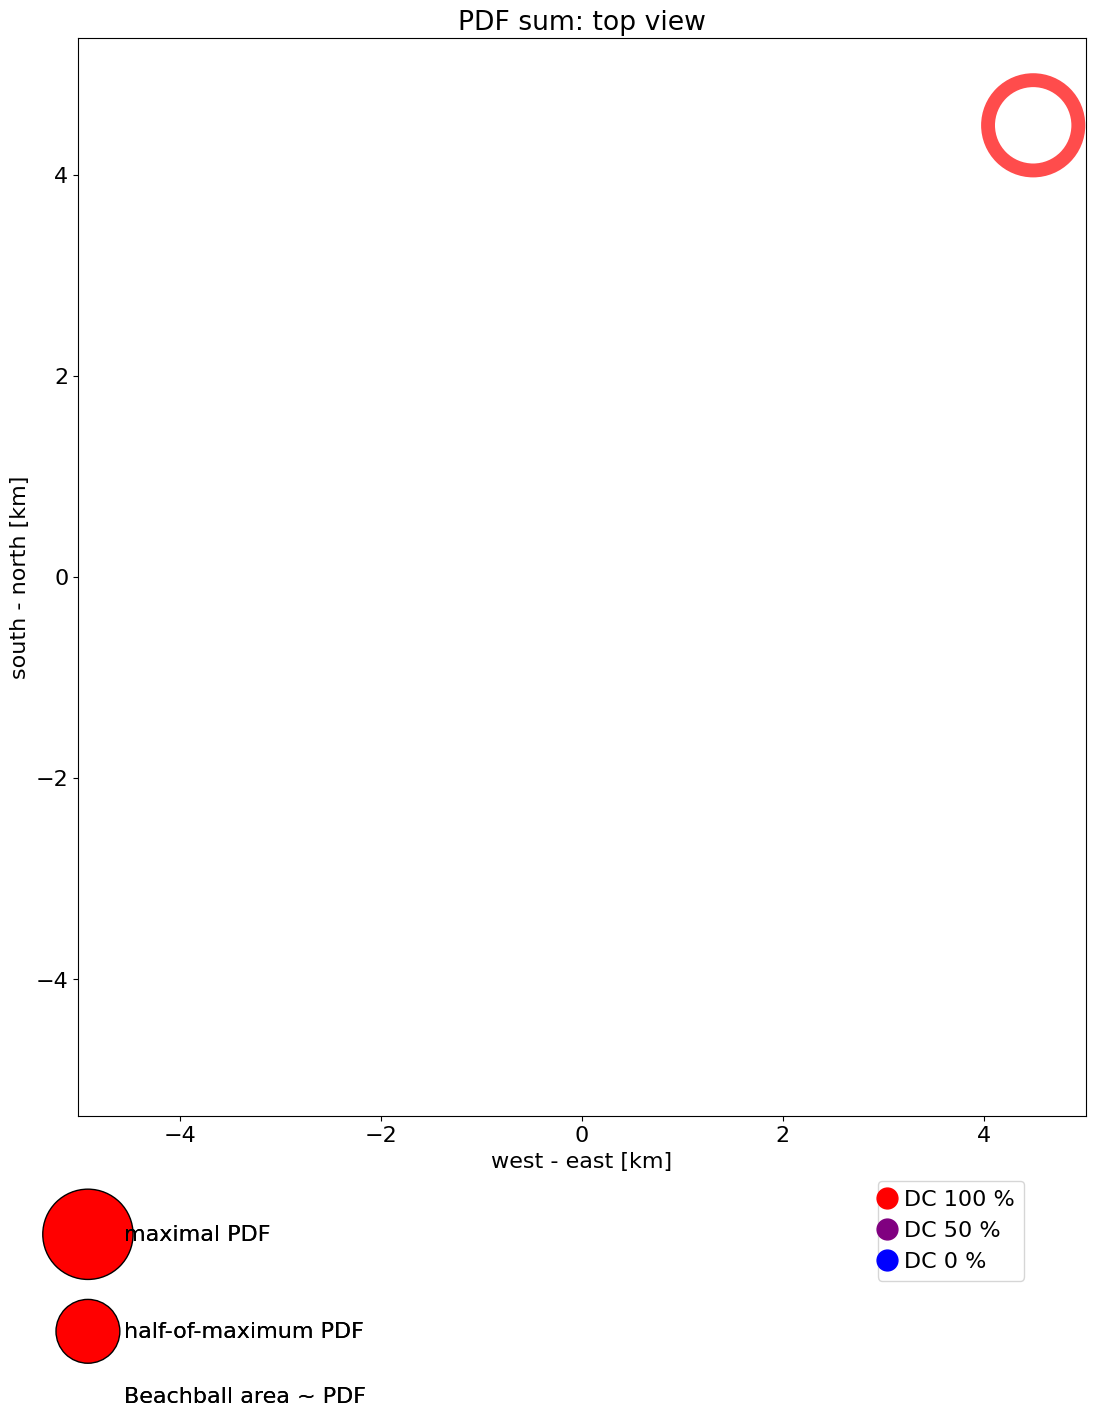 PDF sum: top view
4
2
0
−2
−4
south - north [km]
−4
−2
0
2
4
west - east [km]
DC 100 %
DC 50 %
DC 0 %
maximal PDF
half-of-maximum PDF
Beachball area ~ PDF